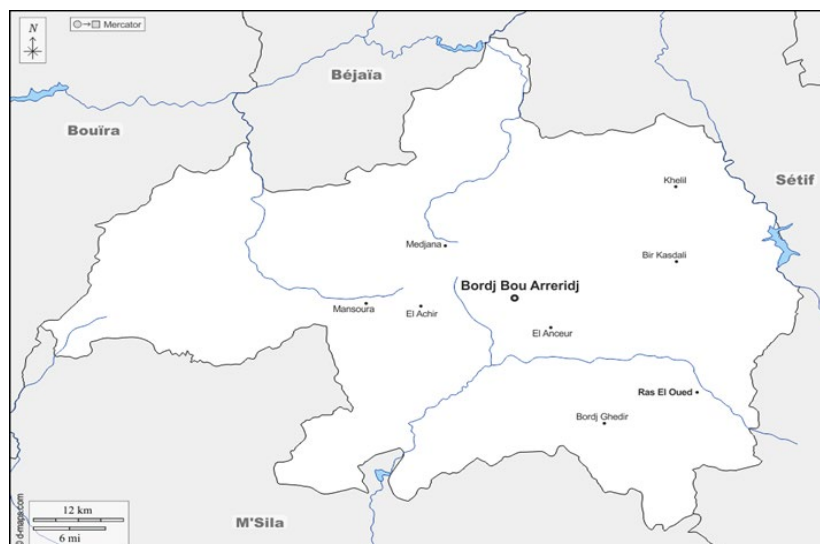 N
Mercator
Béjaïa
Bouïra
Sétif
Khelil
Medjana
Bir Kasdali
Bordj Bou Arreridj
Mansoura
El Achir
El Anceur
Ras El Oued
Bordj Ghedir
12 km
6 mi
M'Sila
© d-maps.com